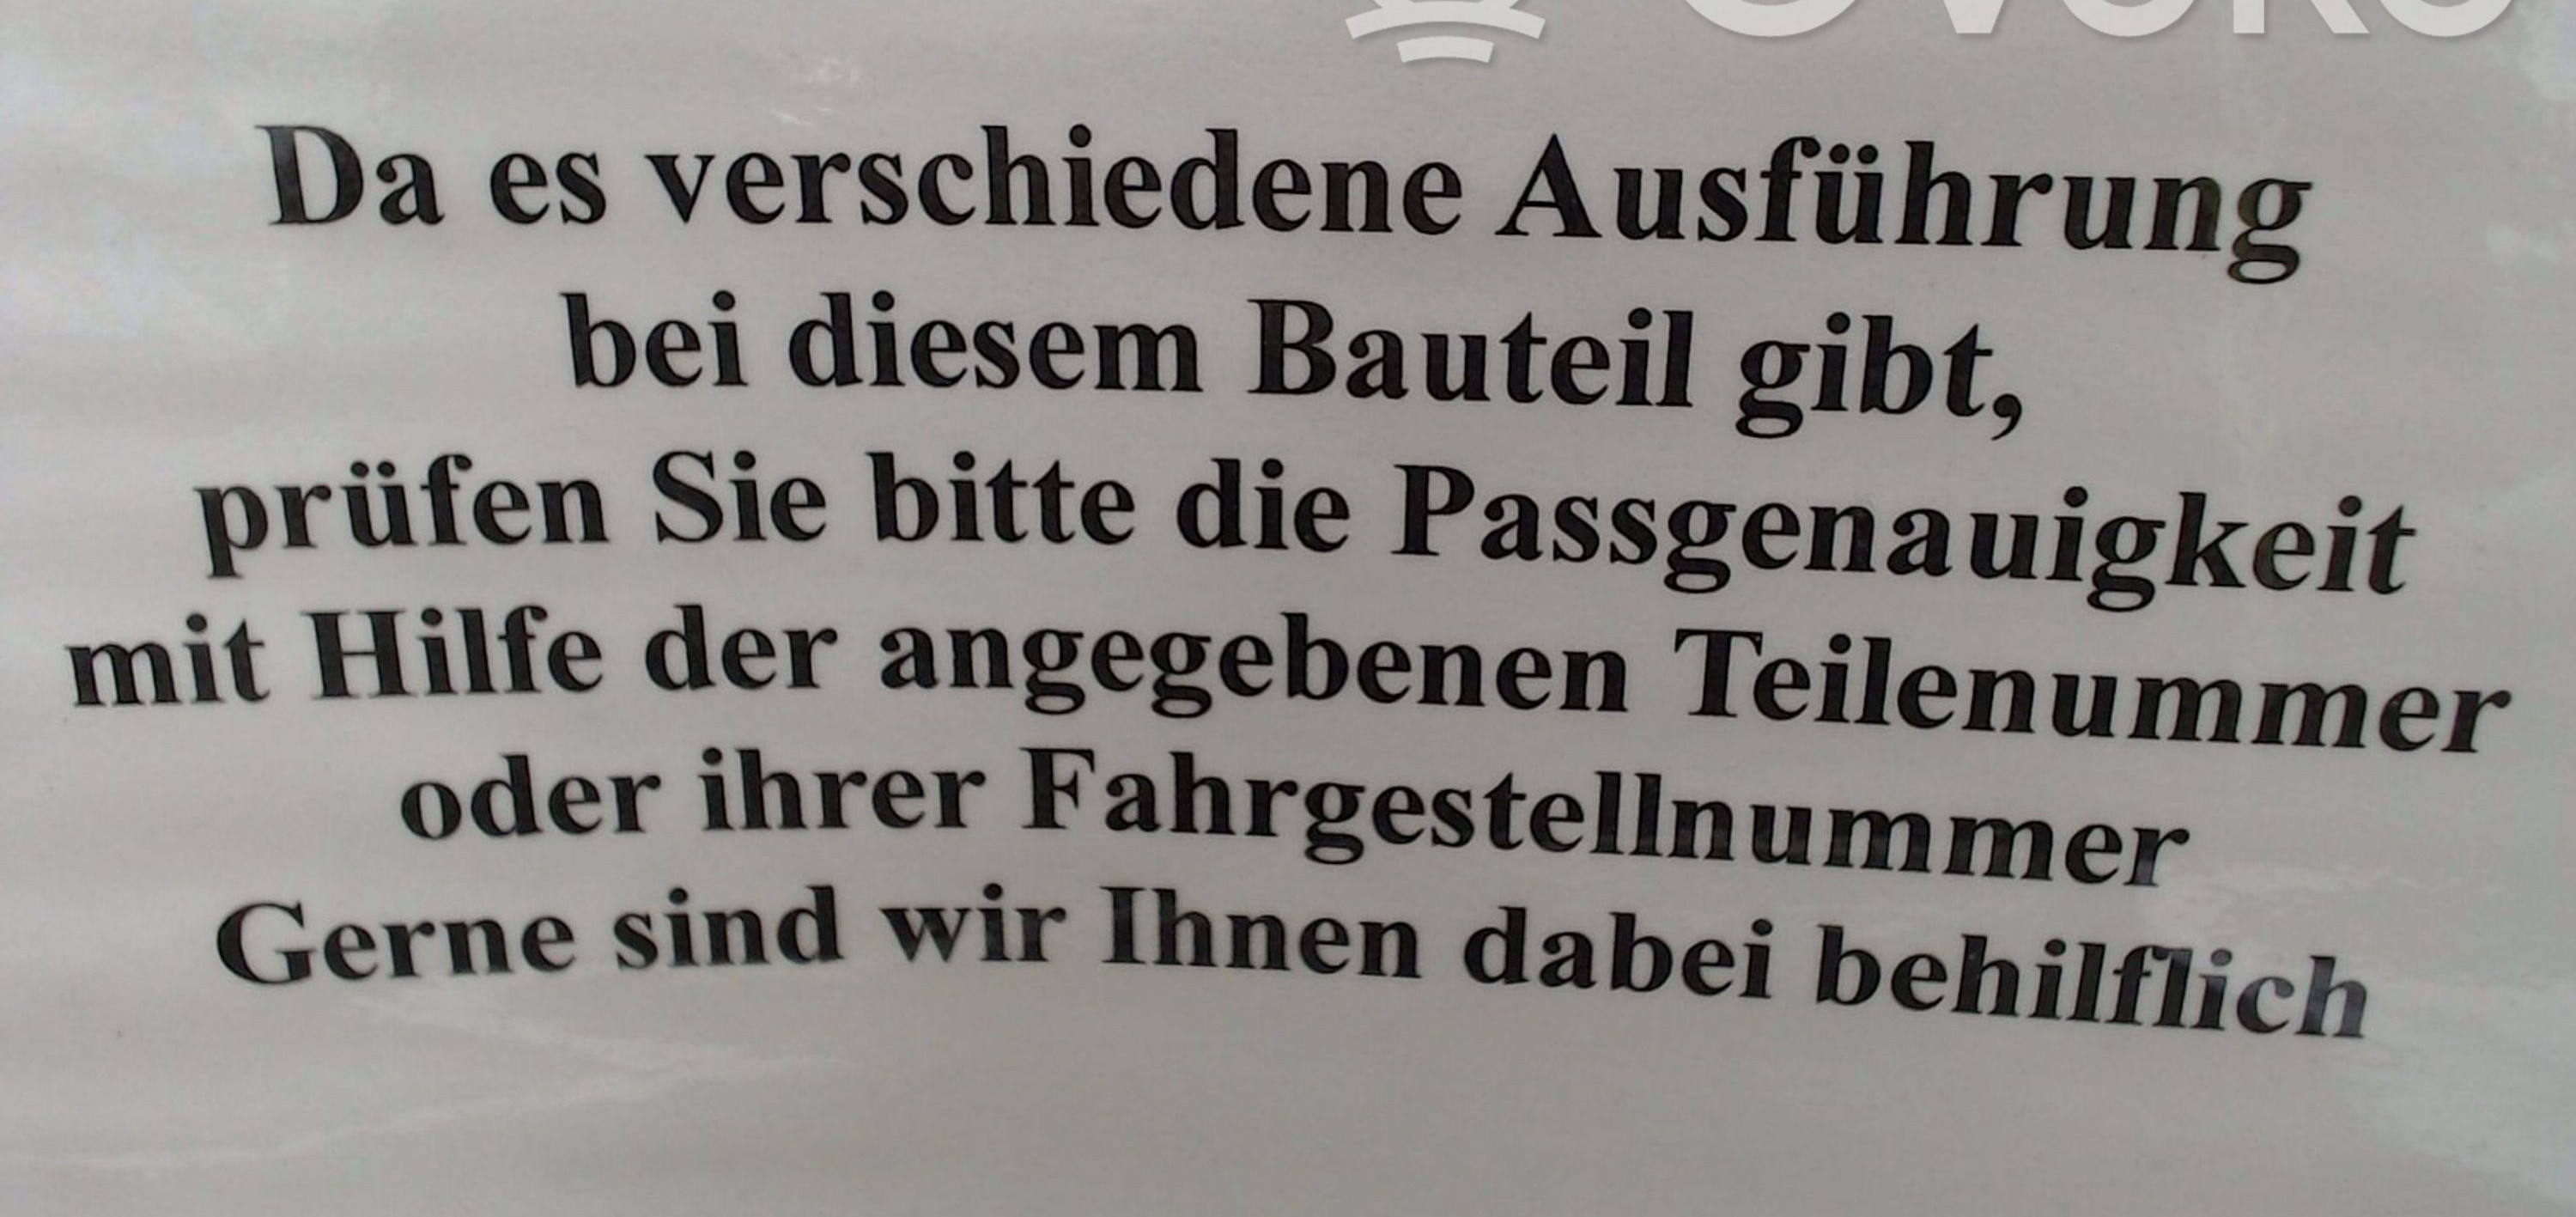 Da es verschiedene Ausführung
bei diesem Bauteil gibt,
prüfen Sie bitte die Passgenauigkeit
mit Hilfe der angegebenen Teilenummer
oder ihrer Fahrgestellnummer
Gerne sind wir Ihnen dabei behilflich